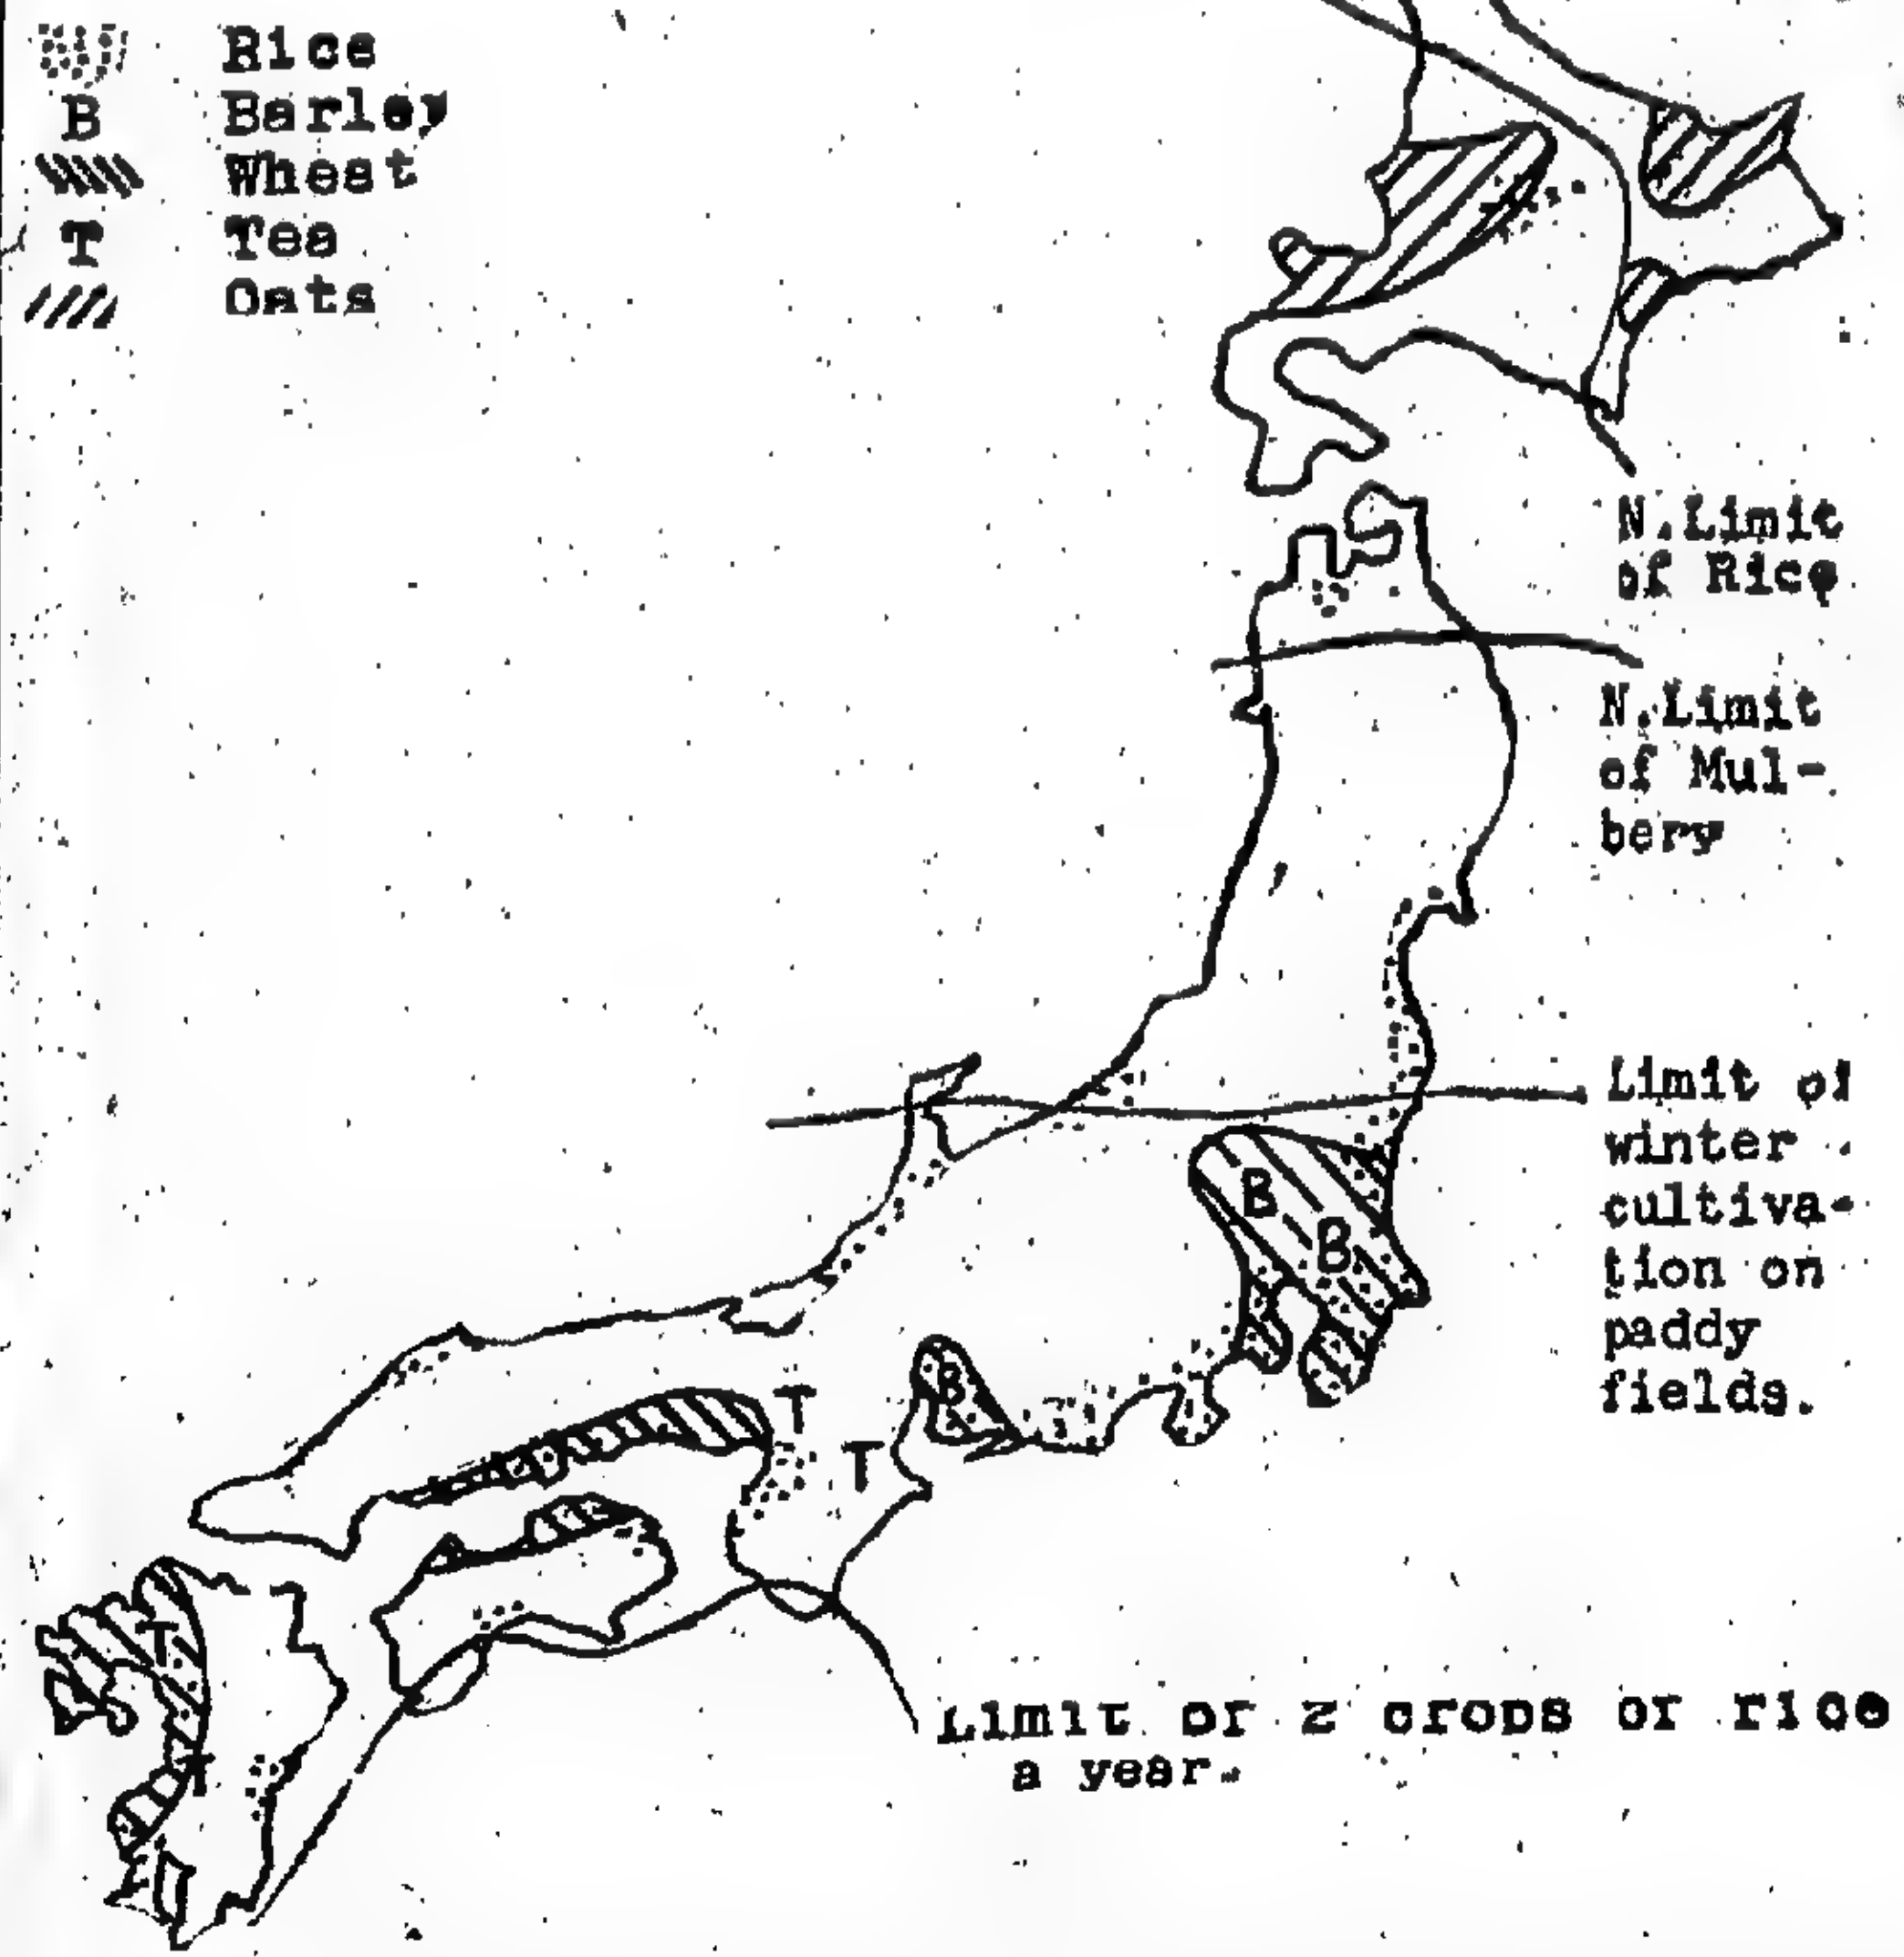 Rice
B Barley
Wheat
T Tea
Oats
N.Limit
of Rice
N.Limit
of Mul-
bery
Limit of
winter
cultiva-
tion on
paddy
fields.
B
B
B
T
T
T
T
Limit of 2 crops of rice
a year.